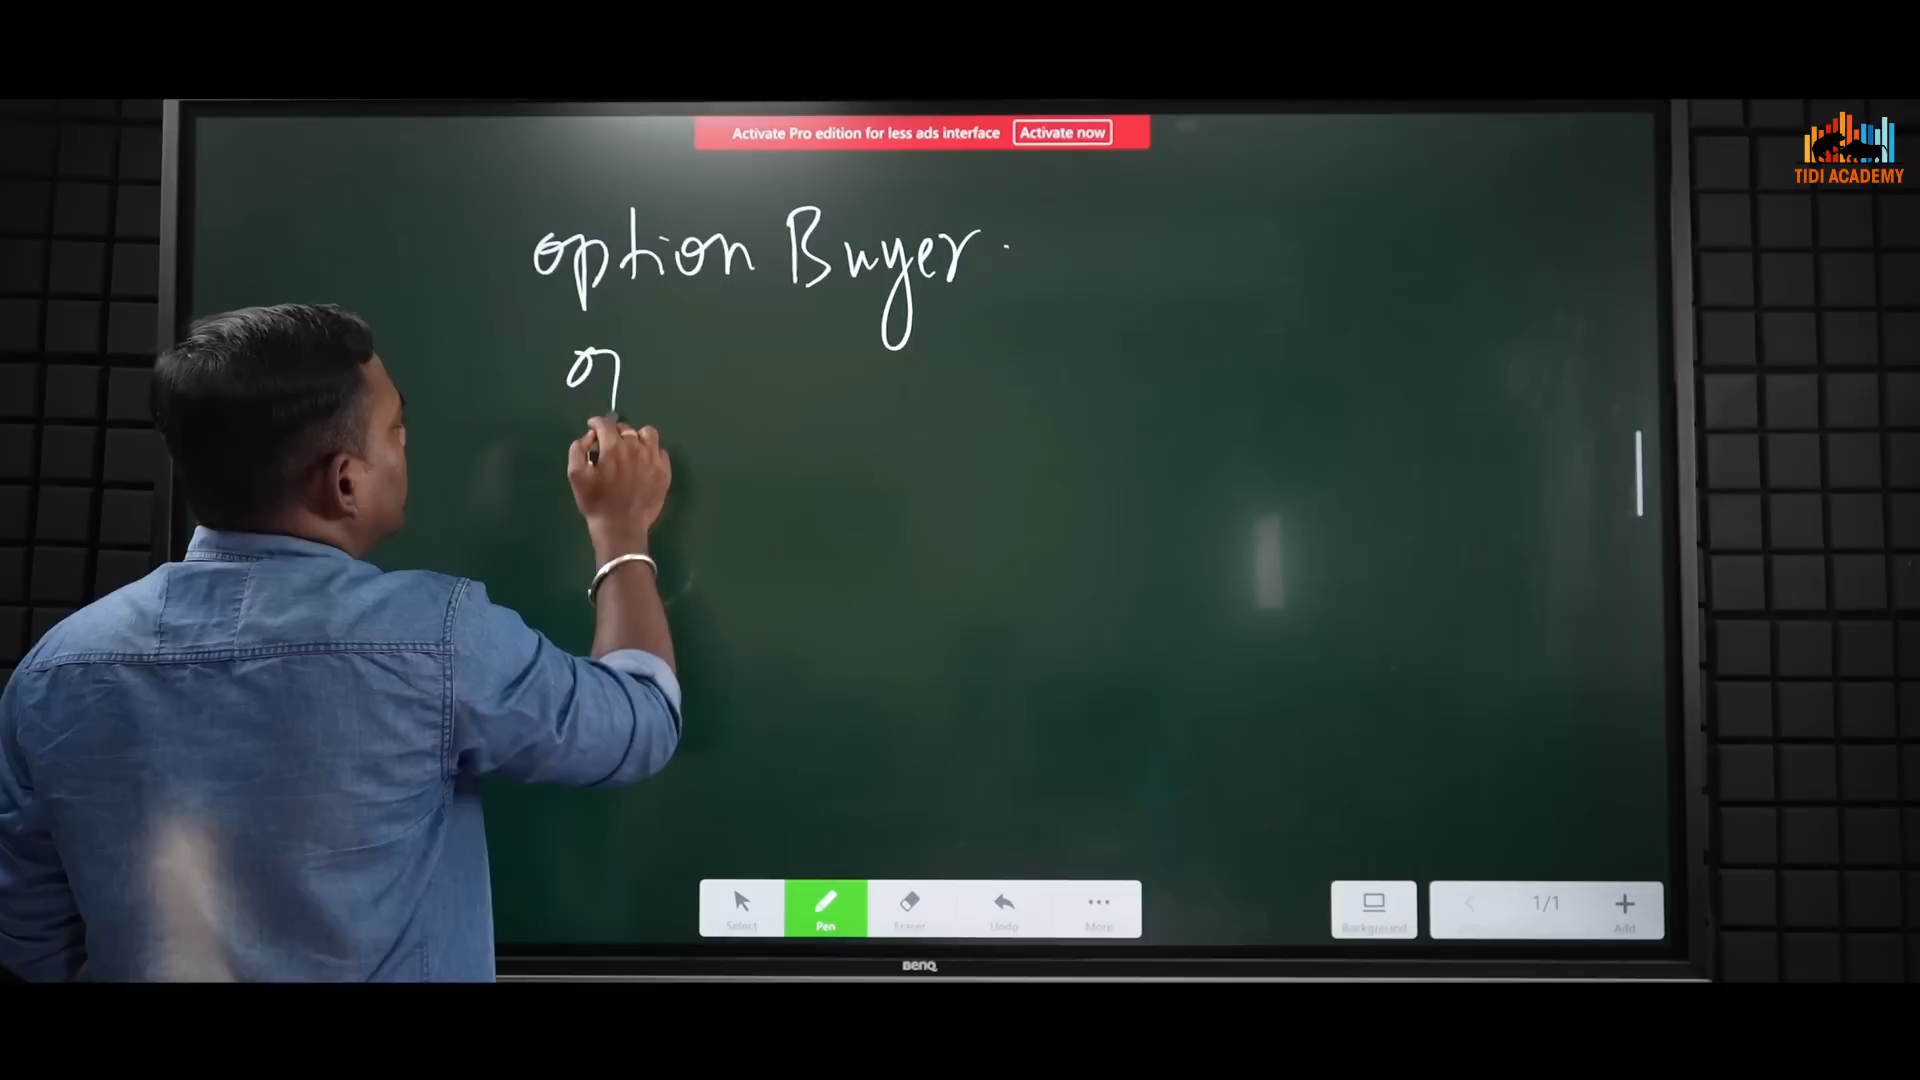 Activate Pro edition for less ads interface Activate now
TIDI ACADEMY
option Buyer.
op
Select Pen Eraser Undo More
Background 1/1 Add
BenQ